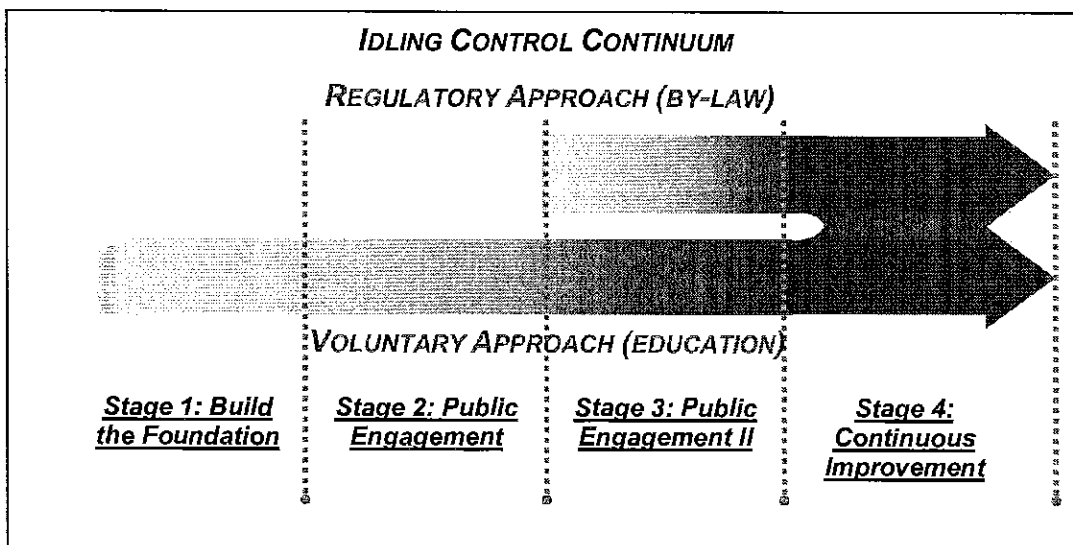 IDLING CONTROL CONTINUUM
REGULATORY APPROACH (BY-LAW)
VOLUNTARY APPROACH (EDUCATION)
Stage 1: Build
the Foundation
Stage 2: Public
Engagement
Stage 3: Public
Engagement II
Stage 4:
Continuous
Improvement